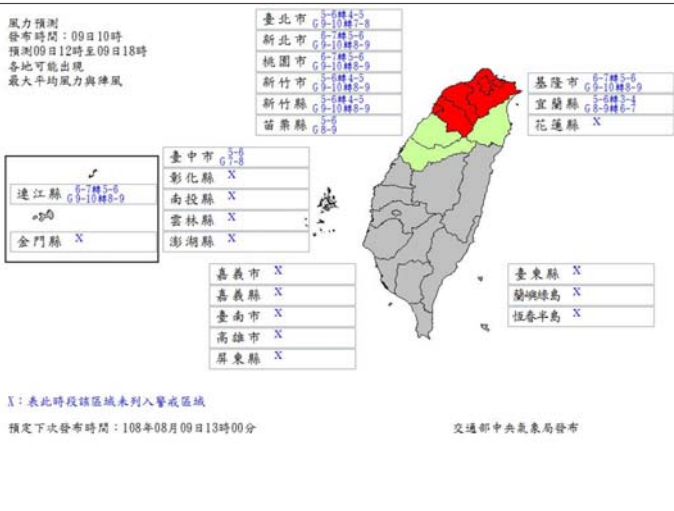 風力預測
發布時間：09日10時
預測09日12時至09日18時
各地可能出現
最大平均風力與陣風
臺北市 5-6轉4-5 G9-10轉7-8
新北市 6-7轉5-6 G9-10轉8-9
桃園市 6-7轉5-6 G9-10轉8-9
新竹市 5-6轉4-5 G9-10轉8-9
新竹縣 5-6轉4-5 G9-10轉8-9
苗栗縣 5-6 G8-9
基隆市 6-7轉5-6 G9-10轉8-9
宜蘭縣 5-6轉3-4 G8-9轉6-7
花蓮縣 X
連江縣 6-7轉5-6 G9-10轉8-9
金門縣 X
臺中市 5-6 G7-8
彰化縣 X
南投縣 X
雲林縣 X
澎湖縣 X
嘉義市 X
嘉義縣 X
臺南市 X
高雄市 X
屏東縣 X
臺東縣 X
蘭嶼綠島 X
恆春半島 X
X：表此時段該區域未列入警戒區域
預定下次發布時間：108年08月09日13時00分
交通部中央氣象局發布